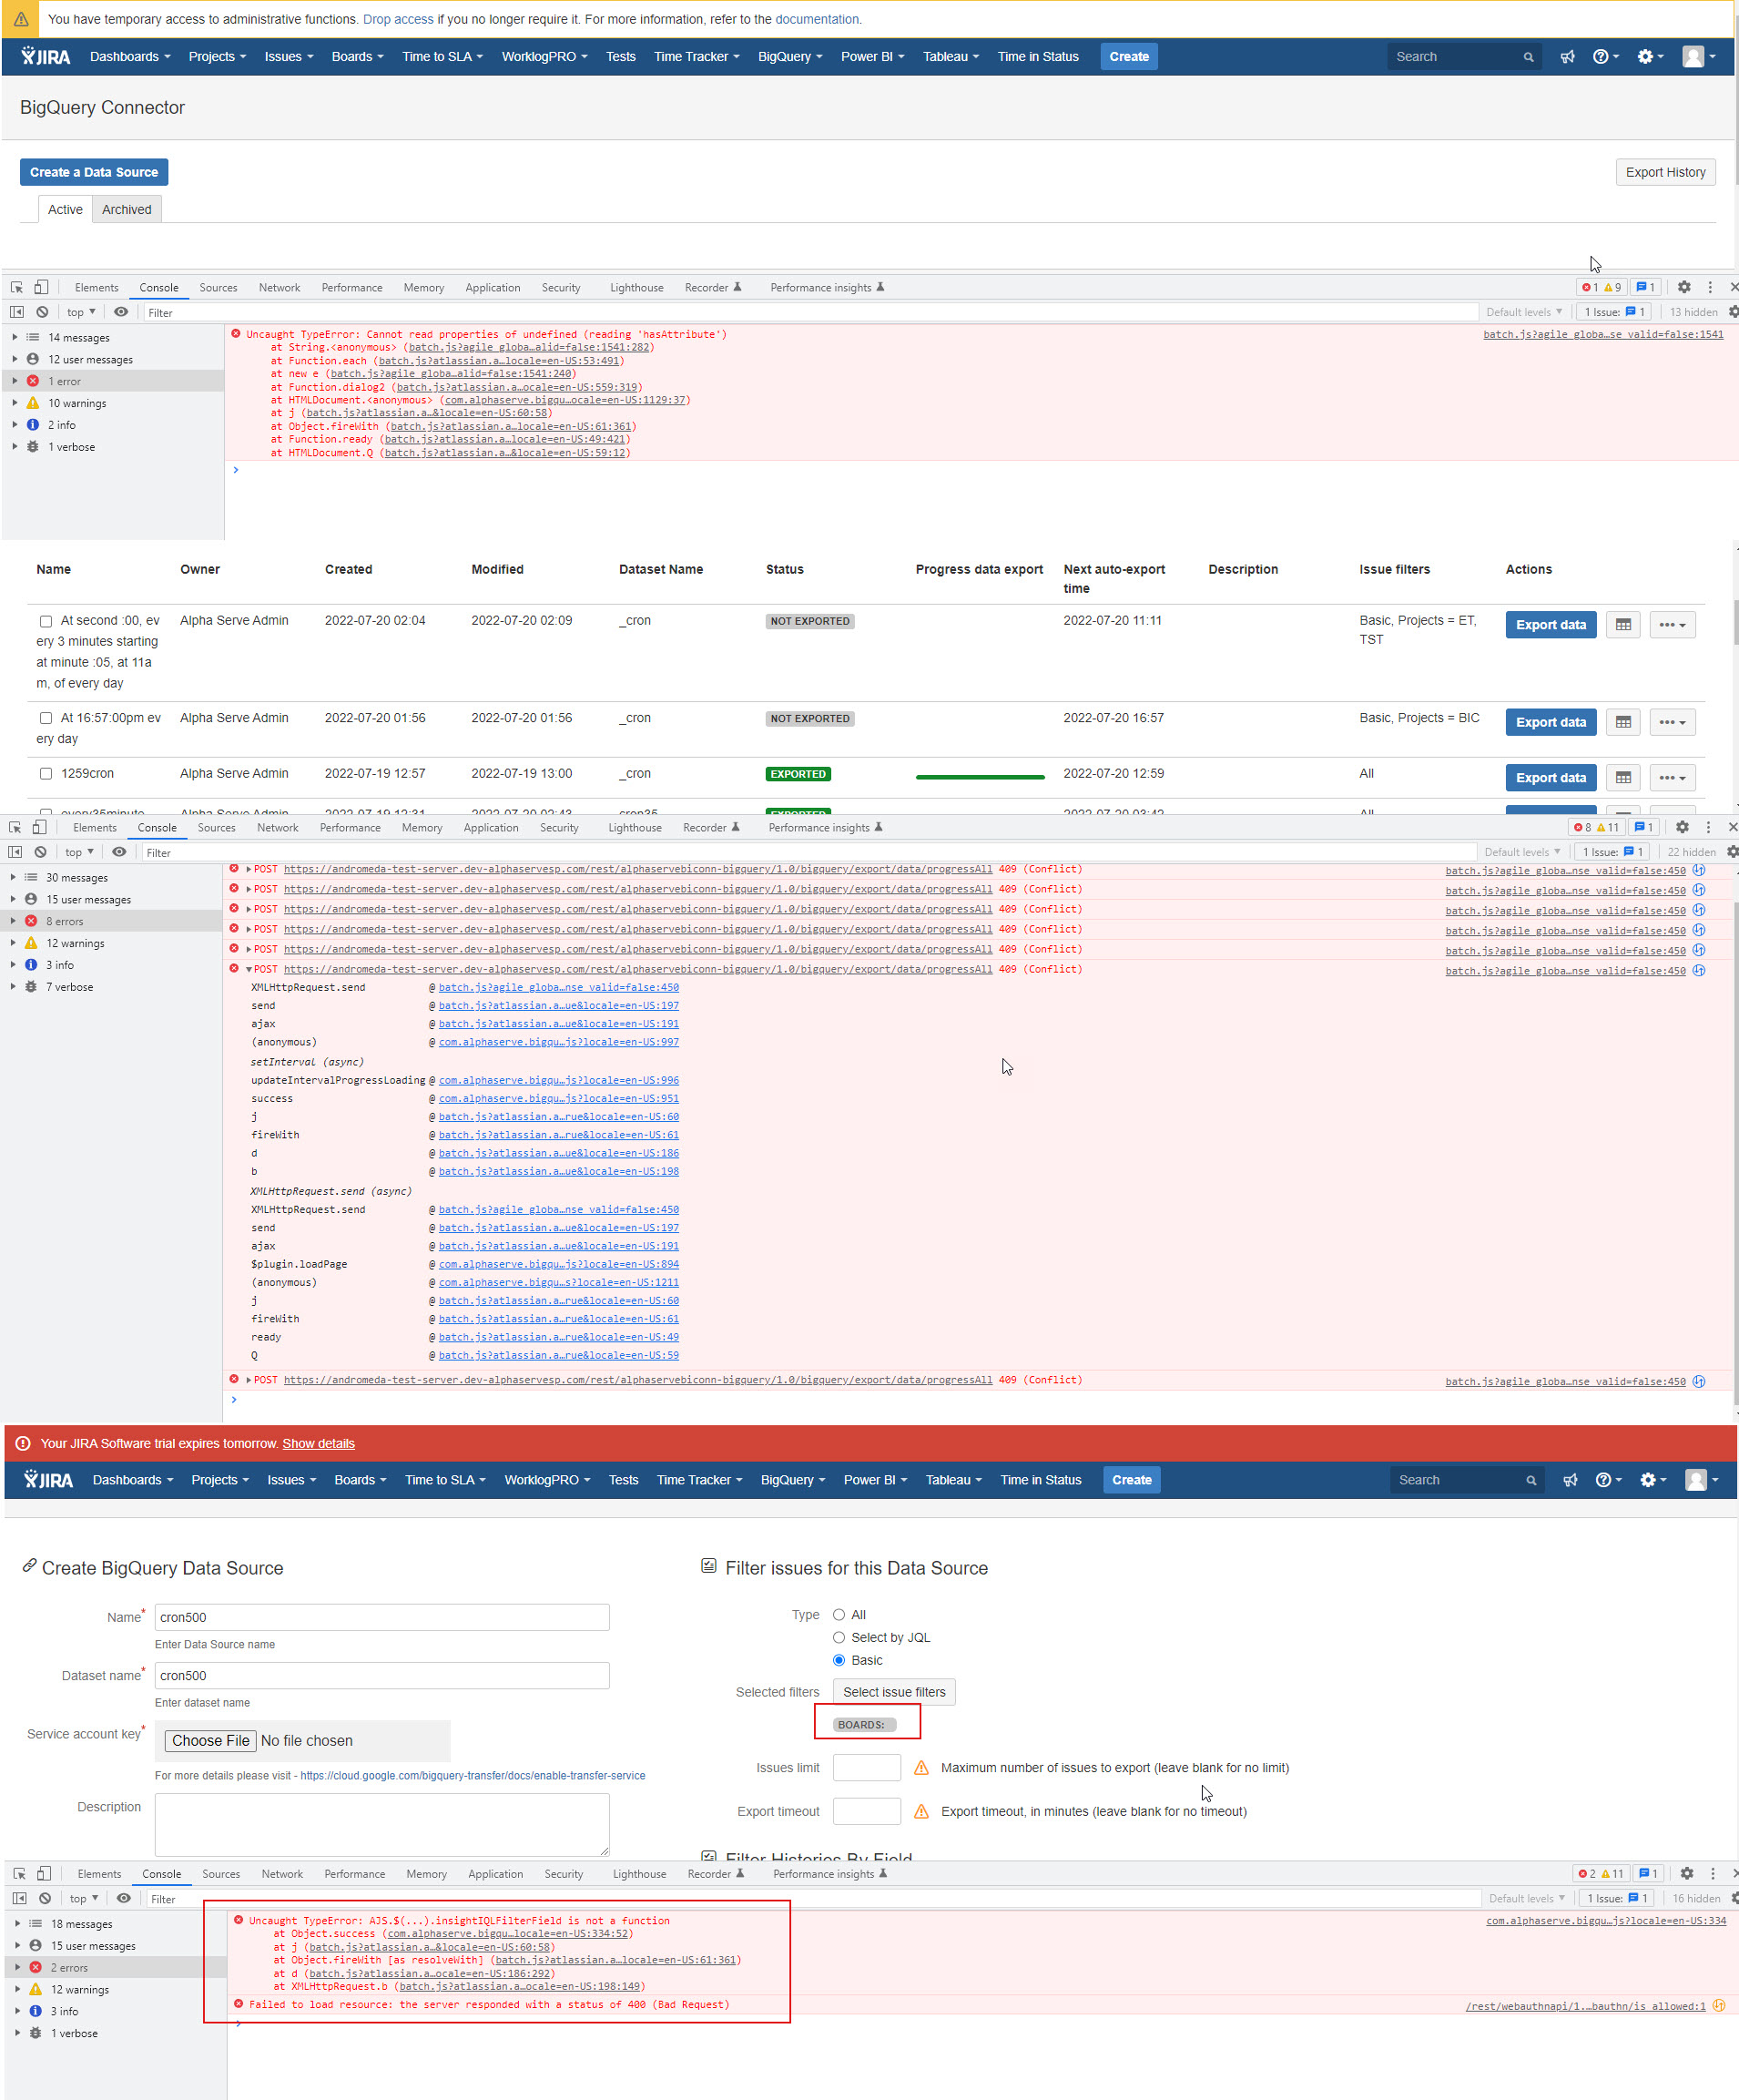 You have temporary access to administrative functions. Drop access if you no longer require it. For more information, refer to the documentation.
JIRA Dashboards Projects Issues Boards Time to SLA WorklogPRO Tests Time Tracker BigQuery Power BI Tableau Time in Status Create Search
BigQuery Connector
Create a Data Source Export History
Active Archived
Elements Console Sources Network Performance Memory Application Security Lighthouse Recorder Performance insights 1 9 1
top Filter Default levels 1 Issue: 1 13 hidden
14 messages
12 user messages
1 error
10 warnings
2 info
1 verbose
Uncaught TypeError: Cannot read properties of undefined (reading 'hasAttribute') batch.js?agile_globa…se_valid=false:1541
at String.<anonymous> (batch.js?agile_globa…alid=false:1541:282)
at Function.each (batch.js?atlassian.a…locale=en-US:53:491)
at new e (batch.js?agile_globa…alid=false:1541:240)
at Function.dialog2 (batch.js?atlassian.a…ocale=en-US:559:319)
at HTMLDocument.<anonymous> (com.alphaserve.bigqu…ocale=en-US:1129:37)
at j (batch.js?atlassian.a…&locale=en-US:60:58)
at Object.fireWith (batch.js?atlassian.a…locale=en-US:61:361)
at Function.ready (batch.js?atlassian.a…locale=en-US:49:421)
at HTMLDocument.Q (batch.js?atlassian.a…&locale=en-US:59:12)
Name Owner Created Modified Dataset Name Status Progress data export Next auto-export time Description Issue filters Actions
At second :00, ev Alpha Serve Admin 2022-07-20 02:04 2022-07-20 02:09 _cron NOT EXPORTED 2022-07-20 11:11 Basic, Projects = ET, Export data
ery 3 minutes starting TST
at minute :05, at 11a
m, of every day
At 16:57:00pm ev Alpha Serve Admin 2022-07-20 01:56 2022-07-20 01:56 _cron NOT EXPORTED 2022-07-20 16:57 Basic, Projects = BIC Export data
ery day
1259cron Alpha Serve Admin 2022-07-19 12:57 2022-07-19 13:00 _cron EXPORTED 2022-07-20 12:59 All Export data
every35minute Alpha Serve Admin 2022-07-19 12:31 2022-07-20 02:43 cron35 EXPORTED 2022-07-20 03:42 All
Elements Console Sources Network Performance Memory Application Security Lighthouse Recorder Performance insights 8 11 1
top Filter Default levels 1 Issue: 1 22 hidden
30 messages
15 user messages
8 errors
12 warnings
3 info
7 verbose
POST https://andromeda-test-server.dev-alphaservesp.com/rest/alphaservebiconn-bigquery/1.0/bigquery/export/data/progressAll 409 (Conflict) batch.js?agile_globa…nse_valid=false:450
POST https://andromeda-test-server.dev-alphaservesp.com/rest/alphaservebiconn-bigquery/1.0/bigquery/export/data/progressAll 409 (Conflict) batch.js?agile_globa…nse_valid=false:450
POST https://andromeda-test-server.dev-alphaservesp.com/rest/alphaservebiconn-bigquery/1.0/bigquery/export/data/progressAll 409 (Conflict) batch.js?agile_globa…nse_valid=false:450
POST https://andromeda-test-server.dev-alphaservesp.com/rest/alphaservebiconn-bigquery/1.0/bigquery/export/data/progressAll 409 (Conflict) batch.js?agile_globa…nse_valid=false:450
POST https://andromeda-test-server.dev-alphaservesp.com/rest/alphaservebiconn-bigquery/1.0/bigquery/export/data/progressAll 409 (Conflict) batch.js?agile_globa…nse_valid=false:450
POST https://andromeda-test-server.dev-alphaservesp.com/rest/alphaservebiconn-bigquery/1.0/bigquery/export/data/progressAll 409 (Conflict) batch.js?agile_globa…nse_valid=false:450
XMLHttpRequest.send @ batch.js?agile_globa…nse_valid=false:450
send @ batch.js?atlassian.a…ue&locale=en-US:197
ajax @ batch.js?atlassian.a…ue&locale=en-US:191
(anonymous) @ com.alphaserve.bigqu…js?locale=en-US:997
setInterval (async)
updateIntervalProgressLoading @ com.alphaserve.bigqu…js?locale=en-US:996
success @ com.alphaserve.bigqu…js?locale=en-US:951
j @ batch.js?atlassian.a…rue&locale=en-US:60
fireWith @ batch.js?atlassian.a…rue&locale=en-US:61
d @ batch.js?atlassian.a…ue&locale=en-US:186
b @ batch.js?atlassian.a…ue&locale=en-US:198
XMLHttpRequest.send (async)
XMLHttpRequest.send @ batch.js?agile_globa…nse_valid=false:450
send @ batch.js?atlassian.a…ue&locale=en-US:197
ajax @ batch.js?atlassian.a…ue&locale=en-US:191
$plugin.loadPage @ com.alphaserve.bigqu…js?locale=en-US:894
(anonymous) @ com.alphaserve.bigqu…s?locale=en-US:1211
j @ batch.js?atlassian.a…rue&locale=en-US:60
fireWith @ batch.js?atlassian.a…rue&locale=en-US:61
ready @ batch.js?atlassian.a…rue&locale=en-US:49
Q @ batch.js?atlassian.a…rue&locale=en-US:59
POST https://andromeda-test-server.dev-alphaservesp.com/rest/alphaservebiconn-bigquery/1.0/bigquery/export/data/progressAll 409 (Conflict) batch.js?agile_globa…nse_valid=false:450
Your JIRA Software trial expires tomorrow. Show details
JIRA Dashboards Projects Issues Boards Time to SLA WorklogPRO Tests Time Tracker BigQuery Power BI Tableau Time in Status Create Search
Create BigQuery Data Source
Name* cron500
Enter Data Source name
Dataset name* cron500
Enter dataset name
Service account key* Choose File No file chosen
For more details please visit - https://cloud.google.com/bigquery-transfer/docs/enable-transfer-service
Description
Filter issues for this Data Source
Type All
Select by JQL
Basic
Selected filters Select issue filters
BOARDS:
Issues limit Maximum number of issues to export (leave blank for no limit)
Export timeout Export timeout, in minutes (leave blank for no timeout)
Filter Histories By Field
Elements Console Sources Network Performance Memory Application Security Lighthouse Recorder Performance insights 2 11 1
top Filter Default levels 1 Issue: 1 16 hidden
18 messages
15 user messages
2 errors
12 warnings
3 info
1 verbose
Uncaught TypeError: AJS.$(...).insightIQLFilterField is not a function com.alphaserve.bigqu…js?locale=en-US:334
at Object.success (com.alphaserve.bigqu…locale=en-US:334:52)
at j (batch.js?atlassian.a…&locale=en-US:60:58)
at Object.fireWith [as resolveWith] (batch.js?atlassian.a…locale=en-US:61:361)
at d (batch.js?atlassian.a…ocale=en-US:186:292)
at XMLHttpRequest.b (batch.js?atlassian.a…ocale=en-US:198:149)
Failed to load resource: the server responded with a status of 400 (Bad Request) /rest/webauthnapi/1.…bauthn/is_allowed:1